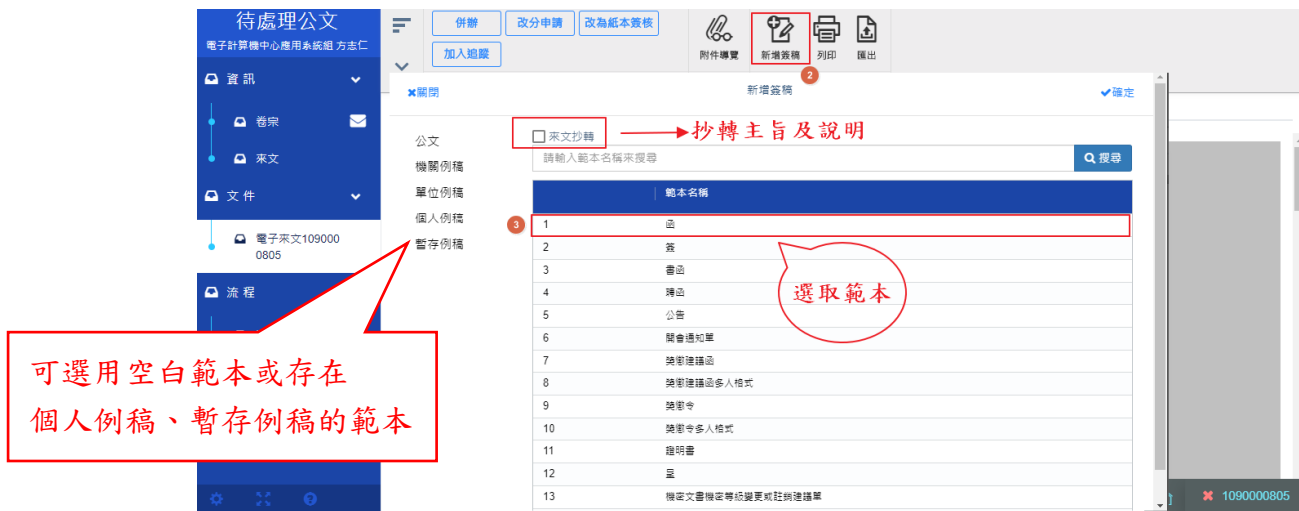 待處理公文
電子計算機中心應用系統組 方志仁
資訊
卷宗
來文
文件
電子來文109000
0805
流程
併辦
改分申請
改為紙本簽核
加入追蹤
附件導覽
新增簽稿
列印
匯出
2
✖關閉
新增簽稿
✔確定
公文
機關例稿
單位例稿
個人例稿
暫存例稿
來文抄轉
抄轉主旨及說明
請輸入範本名稱來搜尋
搜尋
範本名稱
3
1 函
2 簽
3 書函
4 聘函
5 公告
6 開會通知單
7 獎懲建議函
8 獎懲建議函多人格式
9 獎懲令
10 獎懲令多人格式
11 證明書
12 呈
13 機密文書機密等級變更或註銷建議單
選取範本
可選用空白範本或存在
個人例稿、暫存例稿的範本
✖ 1090000805